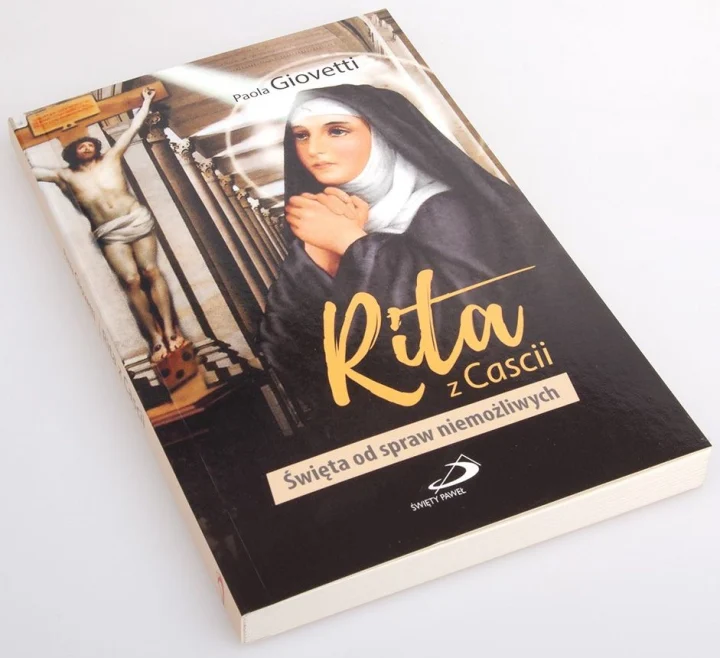 Paola Giovetti
Rita
z Cascii
Święta od spraw niemożliwych
ŚWIĘTY PAWEŁ